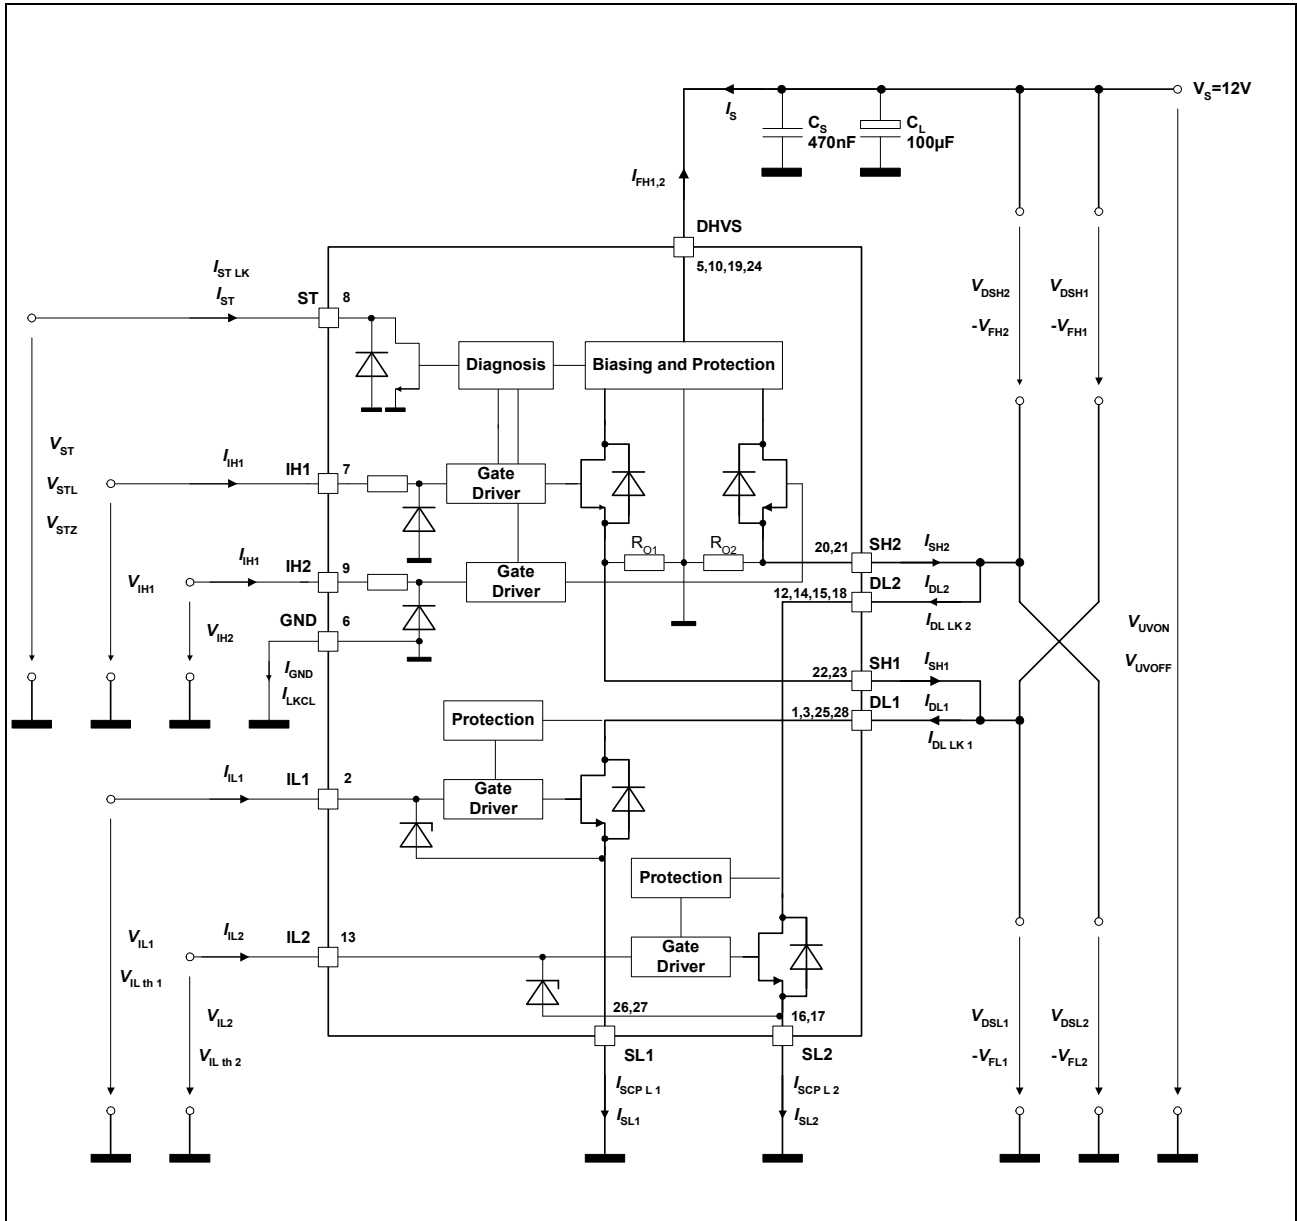 V_S=12V
I_S
C_S
470nF
C_L
100µF
I_FH1,2
DHVS
5,10,19,24
I_ST LK
I_ST
ST
8
V_DSH2
-V_FH2
V_DSH1
-V_FH1
Diagnosis
Biasing and Protection
V_ST
V_STL
V_STZ
I_IH1
IH1
7
Gate
Driver
R_O1
R_O2
20,21
SH2
I_SH2
I_IH1
IH2
9
Gate
Driver
V_IH1
V_IH2
12,14,15,18
DL2
I_DL2
I_DL LK 2
GND
6
I_GND
I_LKCL
V_UVON
V_UVOFF
22,23
SH1
I_SH1
1,3,25,28
DL1
I_DL1
I_DL LK 1
Protection
I_IL1
IL1
2
Gate
Driver
Protection
V_IL1
V_IL th 1
I_IL2
IL2
13
Gate
Driver
V_IL2
V_IL th 2
26,27
16,17
V_DSL1
-V_FL1
V_DSL2
-V_FL2
SL1
SL2
I_SCP L 1
I_SL1
I_SCP L 2
I_SL2